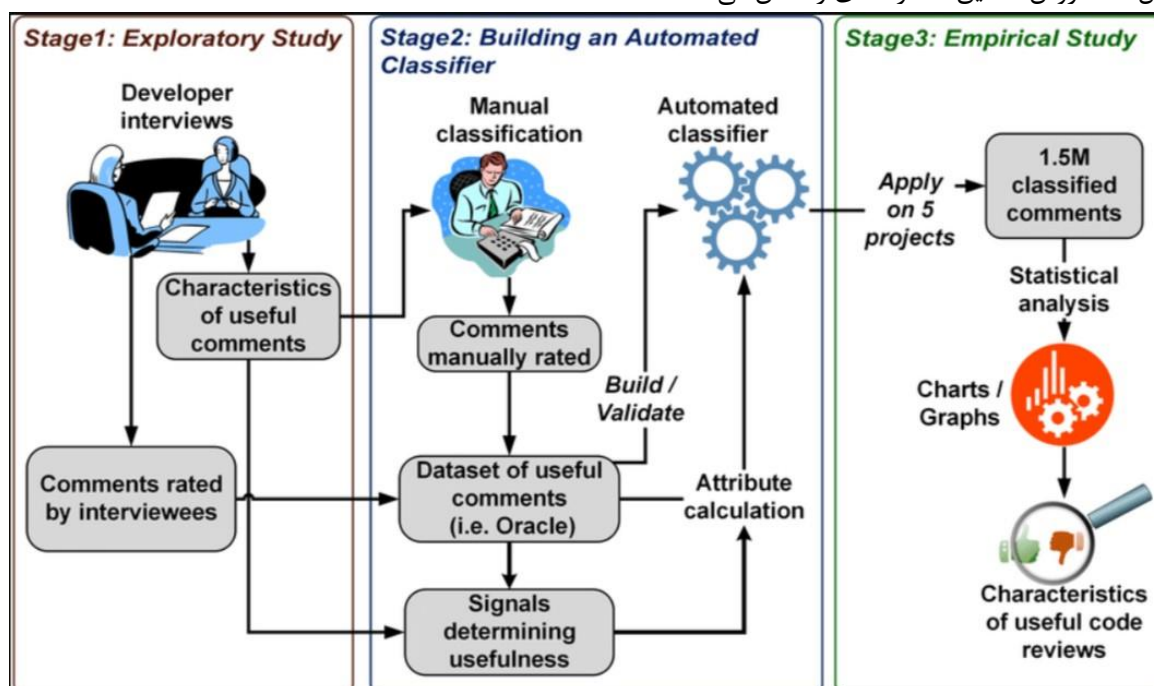 Stage1: Exploratory Study
Developer
interviews
Characteristics
of useful
comments
Comments rated
by interviewees
Stage2: Building an Automated
Classifier
Manual
classification
Comments
manually rated
Dataset of useful
comments
(i.e. Oracle)
Signals
determining
usefulness
Automated
classifier
Build /
Validate
Attribute
calculation
Stage3: Empirical Study
Apply
on 5
projects
1.5M
classified
comments
Statistical
analysis
Charts /
Graphs
Characteristics
of useful code
reviews